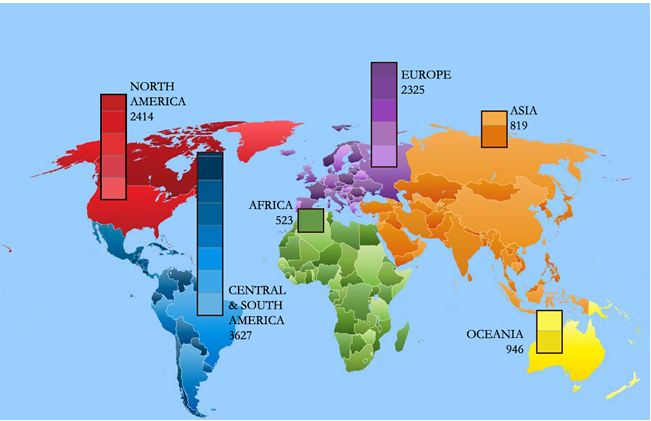 NORTH
AMERICA
2414
EUROPE
2325
ASIA
819
AFRICA
523
CENTRAL
& SOUTH
AMERICA
3627
OCEANIA
946